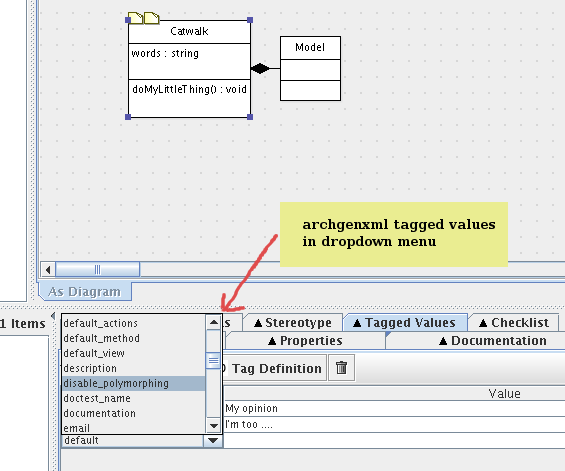 Catwalk
words : string
doMyLittleThing() : void
Model
archgenxml tagged values
in dropdown menu
As Diagram
1 Items
▲ Stereotype
▲ Tagged Values
▲ Checklist
▲ Properties
▲ Documentation
Tag Definition
Value
My opinion
I'm too ....
default_actions
default_method
default_view
description
disable_polymorphing
doctest_name
documentation
email
default